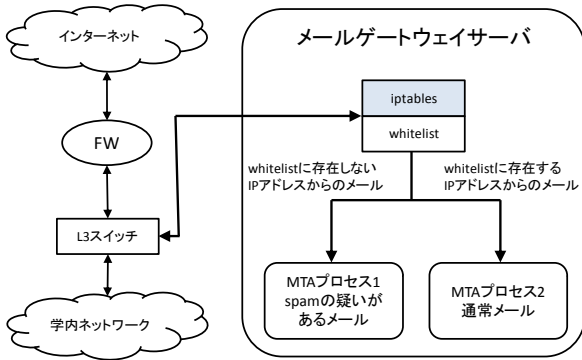 インターネット
FW
L3スイッチ
学内ネットワーク
メールゲートウェイサーバ
iptables
whitelist
whitelistに存在しない
IPアドレスからのメール
whitelistに存在する
IPアドレスからのメール
MTAプロセス1
spamの疑いが
あるメール
MTAプロセス2
通常メール